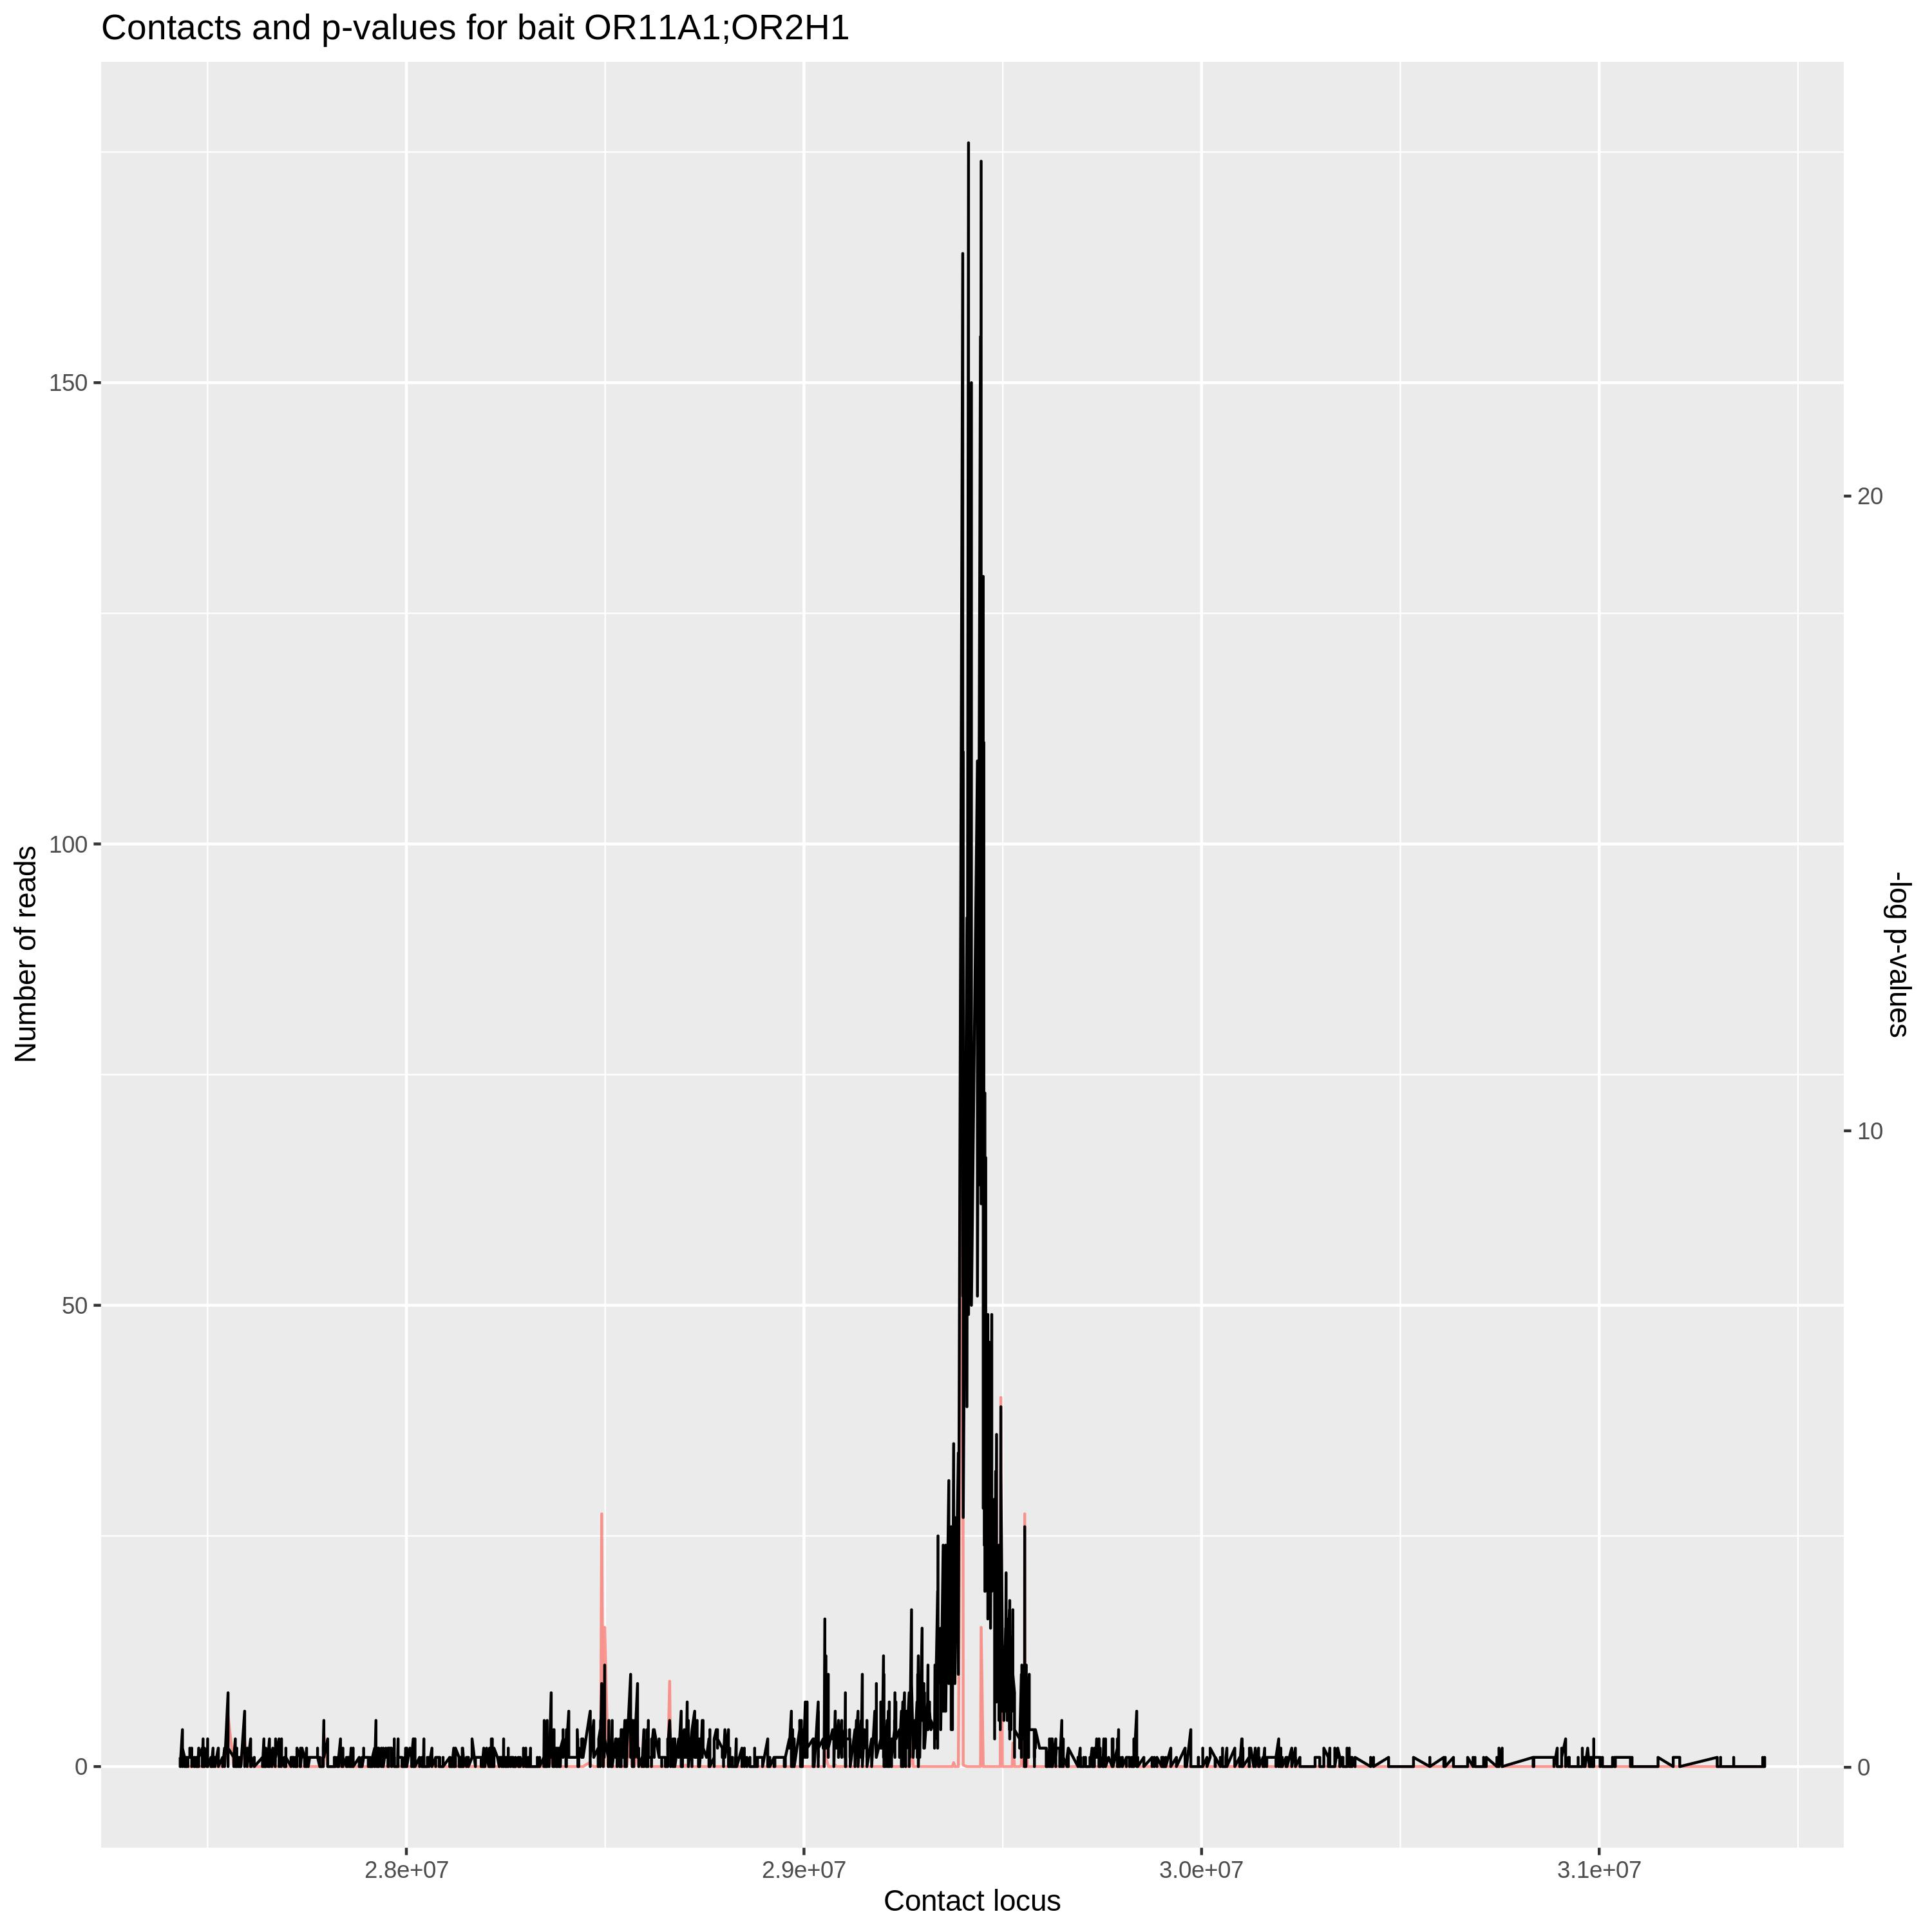 Contacts and p-values for bait OR11A1;OR2H1
150
100
50
0
Number of reads
20
10
0
-log p-values
2.8e+07
2.9e+07
3.0e+07
3.1e+07
Contact locus